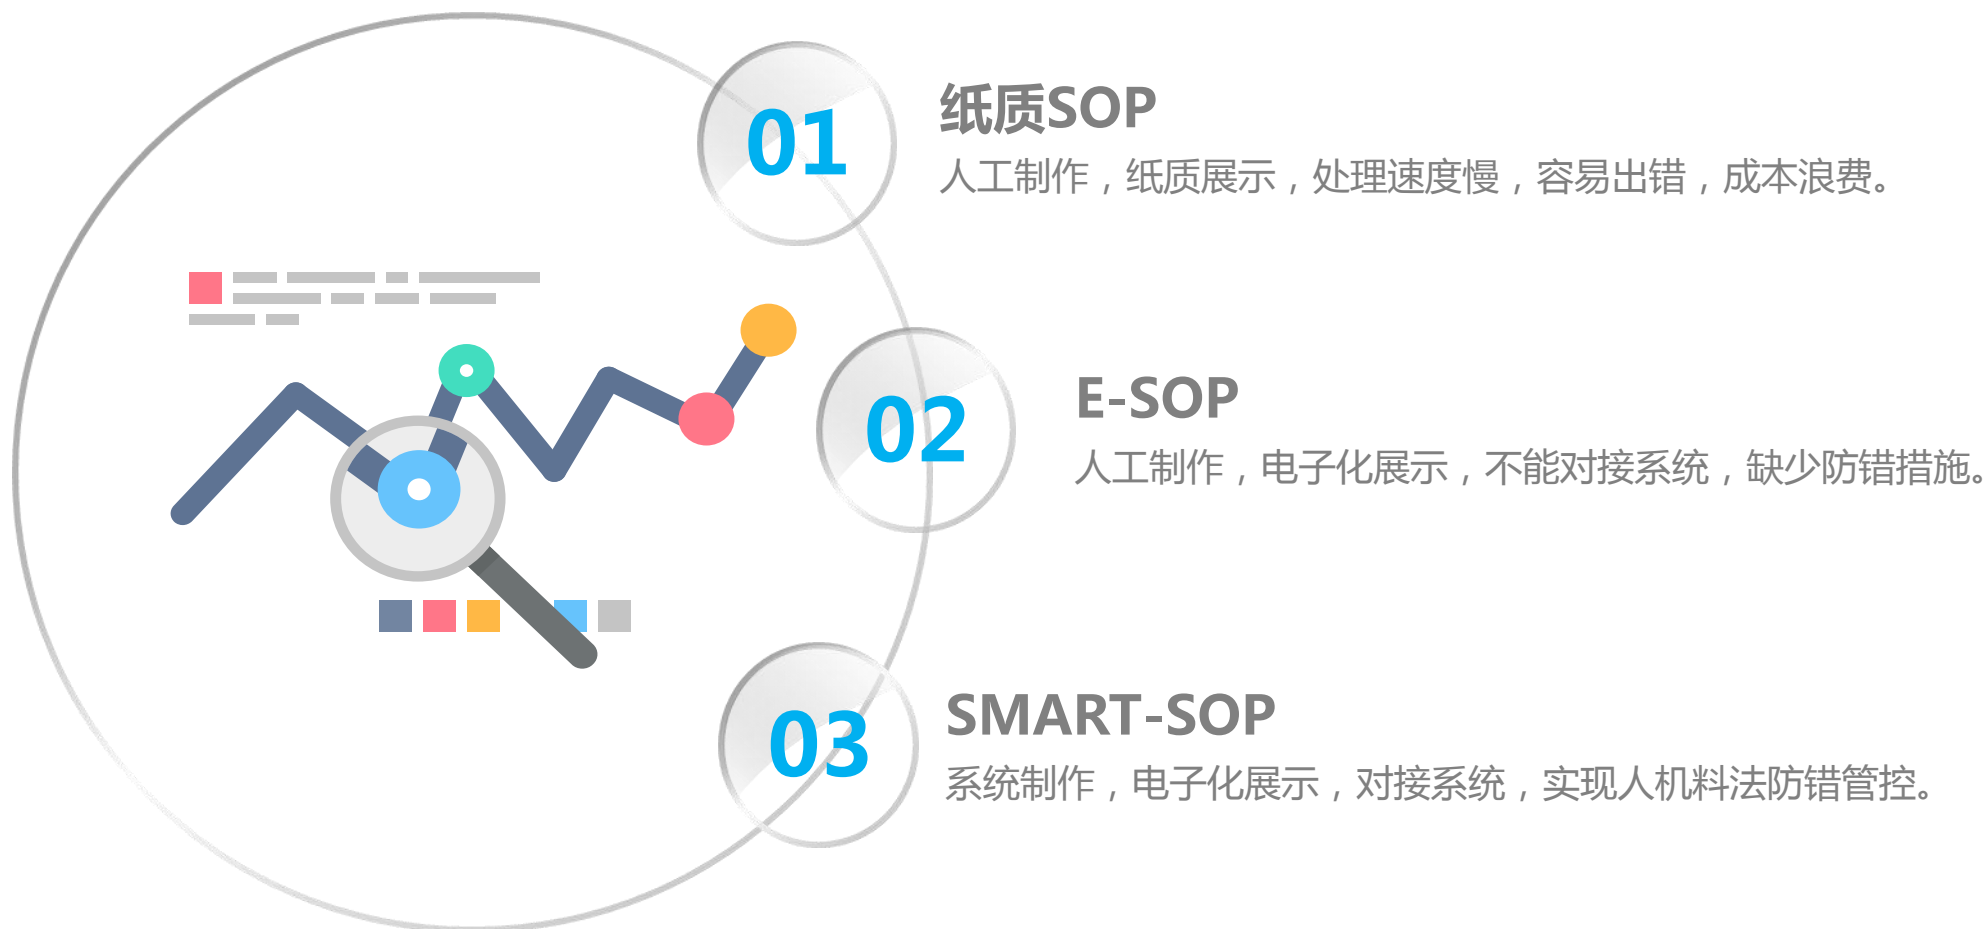 01
纸质SOP
人工制作，纸质展示，处理速度慢，容易出错，成本浪费。
02
E-SOP
人工制作，电子化展示，不能对接系统，缺少防错措施。
03
SMART-SOP
系统制作，电子化展示，对接系统，实现人机料法防错管控。